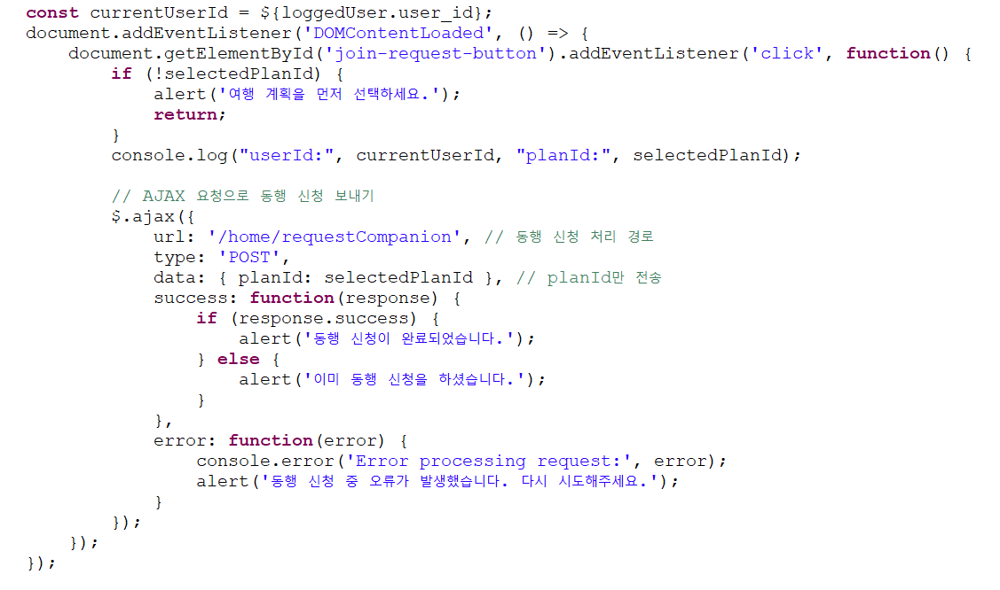 const currentUserId = ${loggedUser.user_id};
document.addEventListener('DOMContentLoaded', () => {
    document.getElementById('join-request-button').addEventListener('click', function() {
        if (!selectedPlanId) {
            alert('여행 계획을 먼저 선택하세요.');
            return;
        }
        console.log("userId:", currentUserId, "planId:", selectedPlanId);

        // AJAX 요청으로 동행 신청 보내기
        $.ajax({
            url: '/home/requestCompanion', // 동행 신청 처리 경로
            type: 'POST',
            data: { planId: selectedPlanId }, // planId만 전송
            success: function(response) {
                if (response.success) {
                    alert('동행 신청이 완료되었습니다.');
                } else {
                    alert('이미 동행 신청을 하셨습니다.');
                }
            },
            error: function(error) {
                console.error('Error processing request:', error);
                alert('동행 신청 중 오류가 발생했습니다. 다시 시도해주세요.');
            }
        });
    });
});